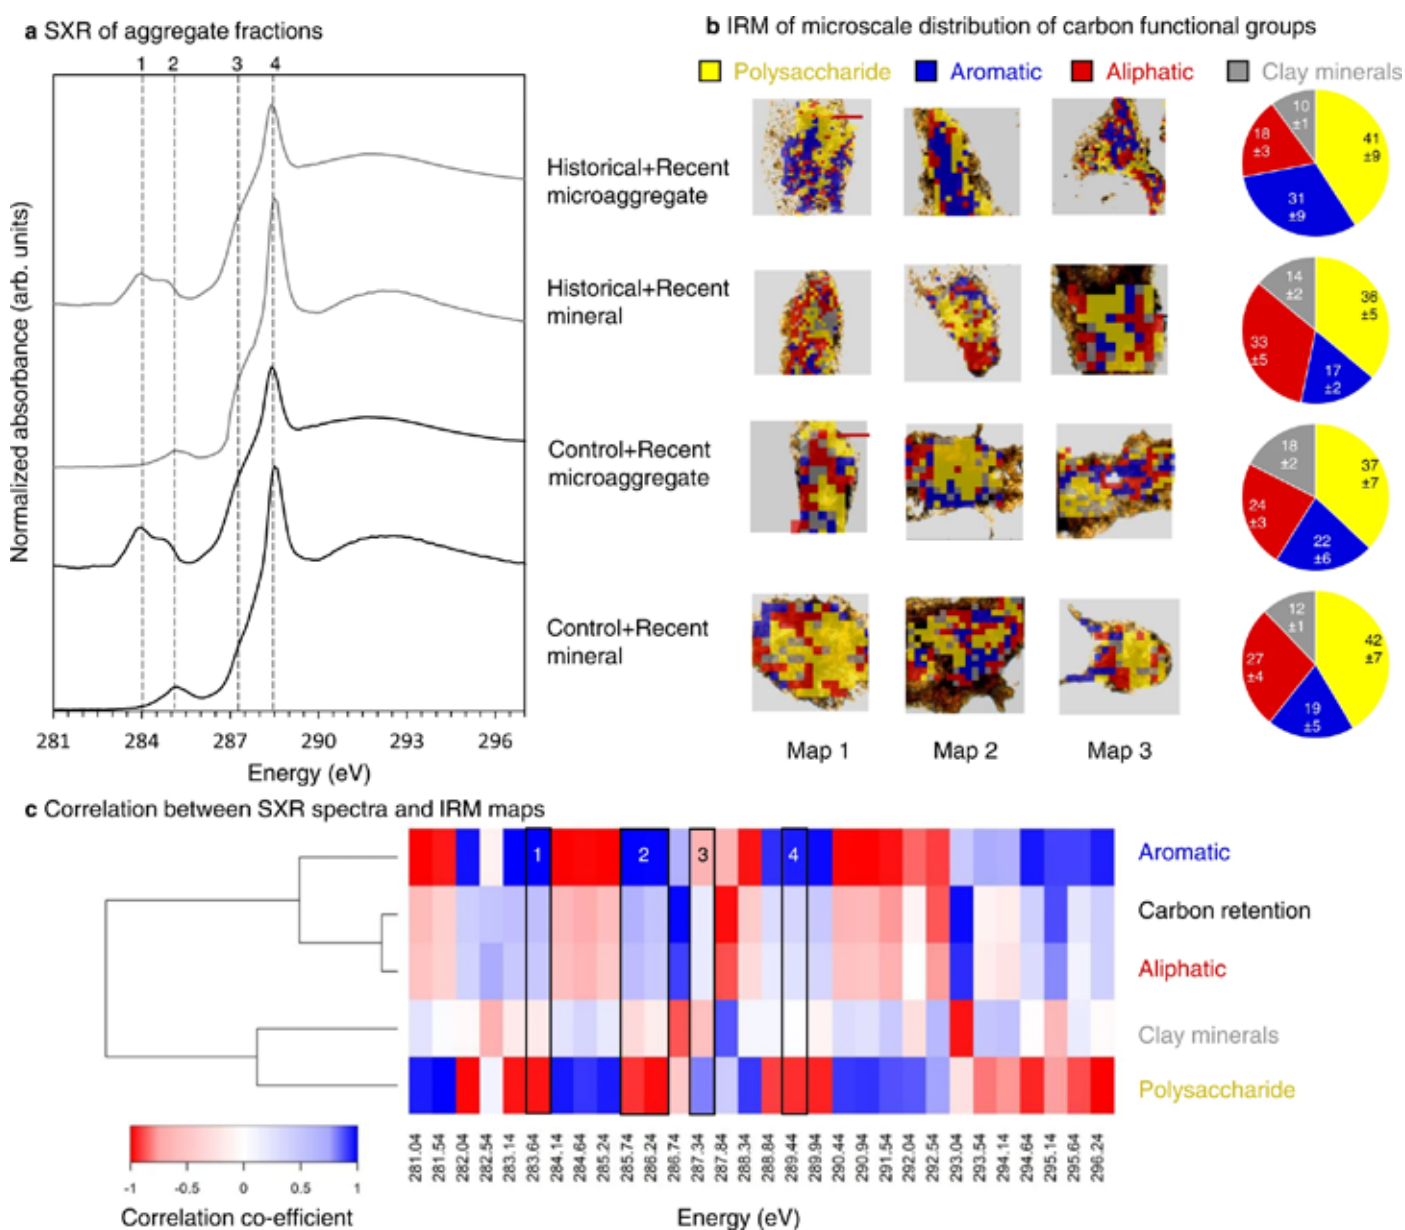 a SXR of aggregate fractions
1 2 3 4
Normalized absorbance (arb. units)
281 284 287 290 293 296
Energy (eV)
Historical+Recent
microaggregate
Historical+Recent
mineral
Control+Recent
microaggregate
Control+Recent
mineral
b IRM of microscale distribution of carbon functional groups
Polysaccharide Aromatic Aliphatic Clay minerals
10
±1
41
±9
18
±3
31
±9
14
±2
±5
33
±5
17
±2
18
±2
37
±7
24
±3
22
±6
12
±1
42
±7
27
±4
19
±5
Map 1 Map 2 Map 3
c Correlation between SXR spectra and IRM maps
1 2 3 4
Aromatic
Carbon retention
Aliphatic
Clay minerals
Polysaccharide
281.04 281.54 282.04 282.54 283.14 283.64 284.14 284.64 285.24 285.74 286.24 286.74 287.34 287.84 288.34 288.84 289.44 289.94 290.44 290.94 291.54 292.04 292.54 293.04 293.54 294.14 294.64 295.14 295.64 296.24
Energy (eV)
-1 -0.5 0 0.5 1
Correlation co-efficient